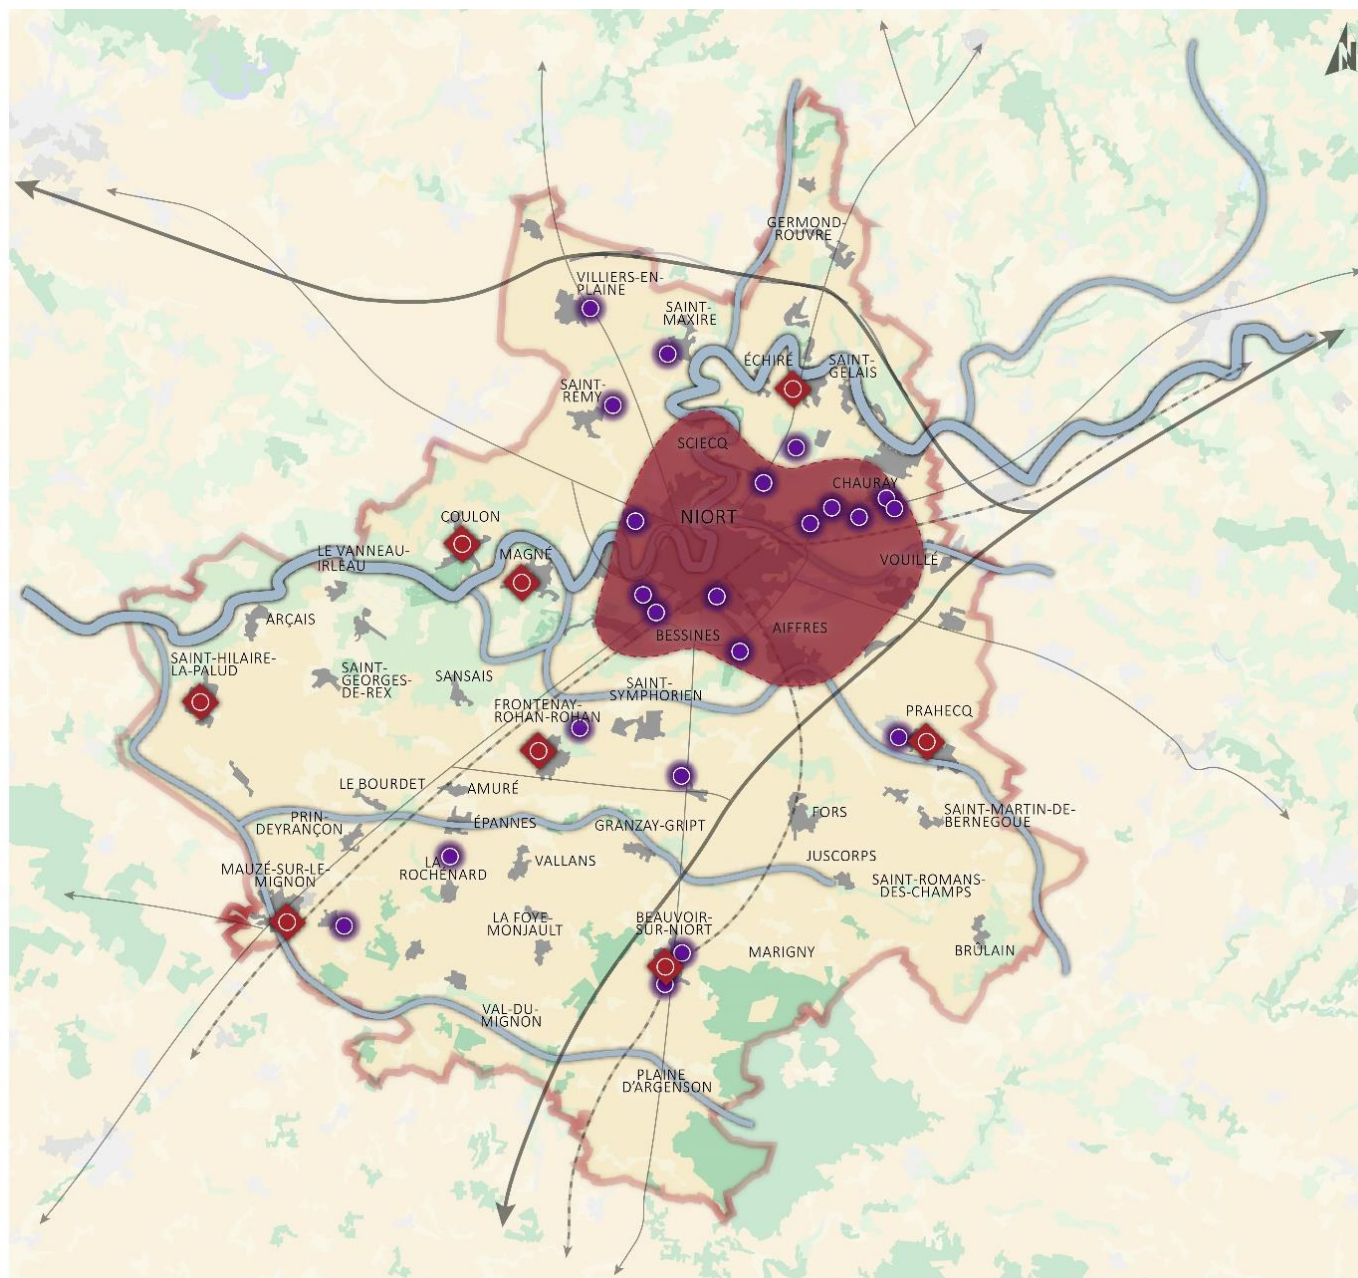 N
GERMOND-
ROUVRE
VILLIERS-EN-
PLAINE
SAINT-
MAXIRE
ÉCHIRÉ
SAINT-
GELAIS
SAINT-
RÉMY
SCIECQ
CHAURAY
COULON
NIORT
LE VANNEAU-
IRLEAU
MAGNÉ
VOUILLÉ
ARÇAIS
BESSINES
AIFFRES
SAINT-HILAIRE-
LA-PALUD
SAINT-
GEORGES-
DE-REX
SANSAIS
SAINT-
SYMPHORIEN
FRONTENAY-
ROHAN-ROHAN
PRAHECQ
LE BOURDET
AMURÉ
PRIN-
DEYRANÇON
ÉPANNES
GRANZAY-GRIPT
FORS
SAINT-MARTIN-DE-
BERNEGOUE
MAUZÉ-SUR-LE-
MIGNON
LA
ROCHÉNARD
VALLANS
JUSCORPS
SAINT-ROMANS-
DES-CHAMPS
LA FOYE-
MONJAULT
BEAUVOIR-
SUR-NIORT
MARIGNY
BRÛLAIN
VAL-DU-
MIGNON
PLAINE
D'ARGENSON